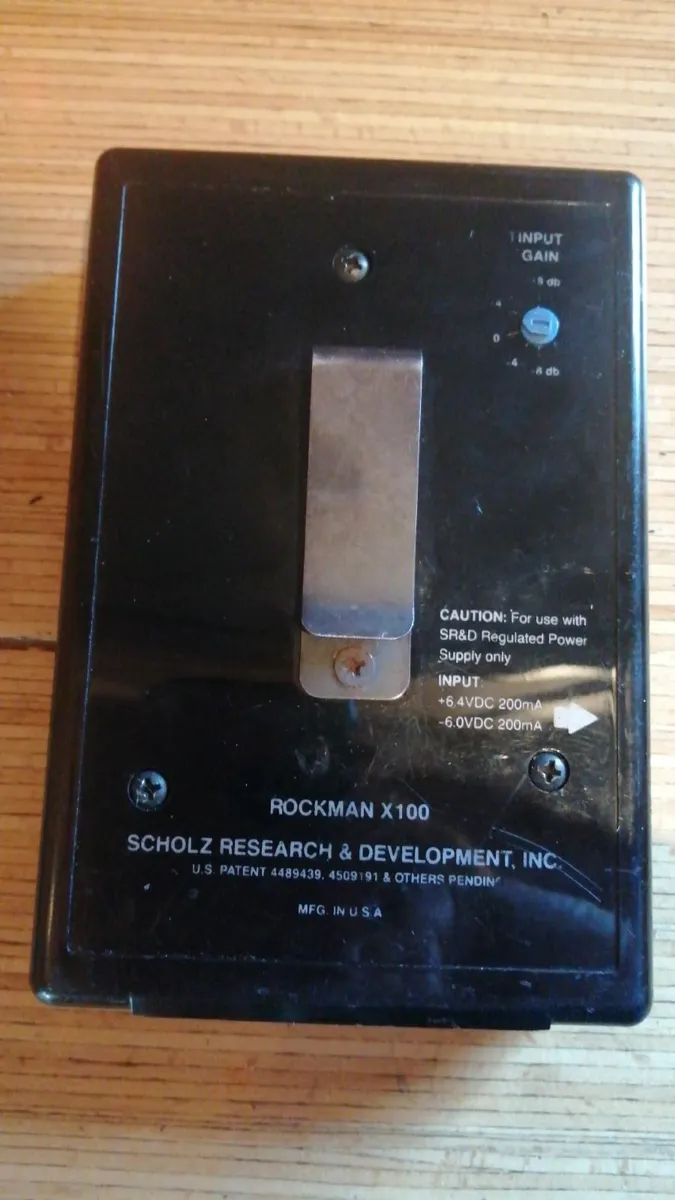 INPUT
GAIN
-8 db
4
0
-4 -8 db
CAUTION: For use with
SR&D Regulated Power
Supply only
INPUT:
+6.4VDC 200mA
-6.0VDC 200mA
ROCKMAN X100
SCHOLZ RESEARCH & DEVELOPMENT, INC.
U.S. PATENT 4489439, 4509191 & OTHERS PENDING
MFG. IN U.S.A